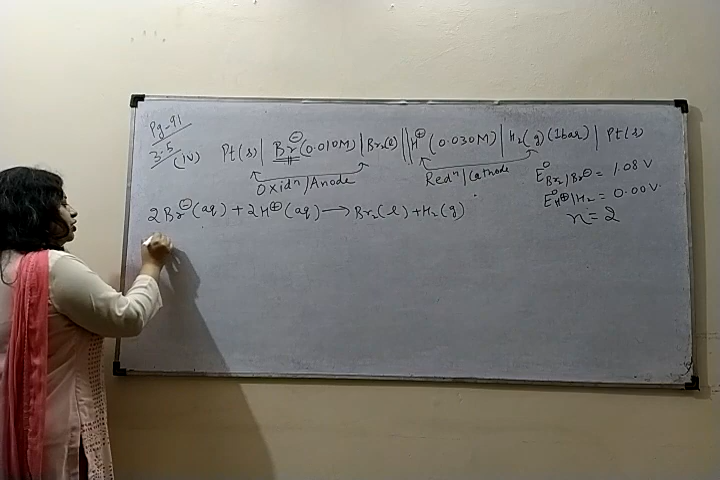 Pg-91
3.5
(iv) Pt(s) | Br⊖(0.010M) | Br₂(l) || H⊕(0.030M) | H₂(g)(1bar) | Pt(s)
Oxidⁿ/Anode
Redⁿ/Cathode
E°Br₂/Br⊖ = 1.08 V
E°H⊕/H₂ = 0.00V.
n=2
2Br⊖(aq) + 2H⊕(aq) → Br₂(l) + H₂(g)